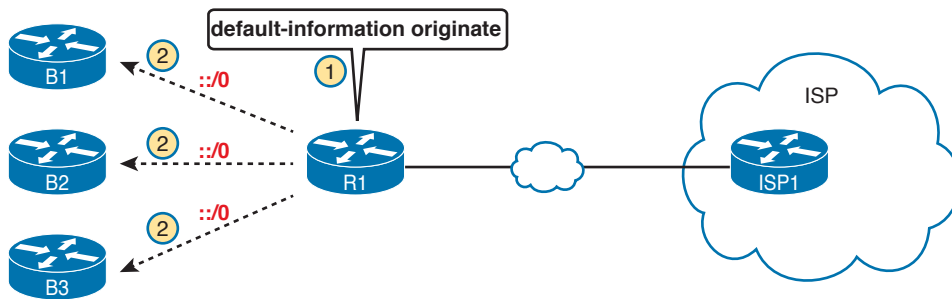 default-information originate
1
2
::/0
B1
ISP
2
::/0
B2
R1
ISP1
2
::/0
B3